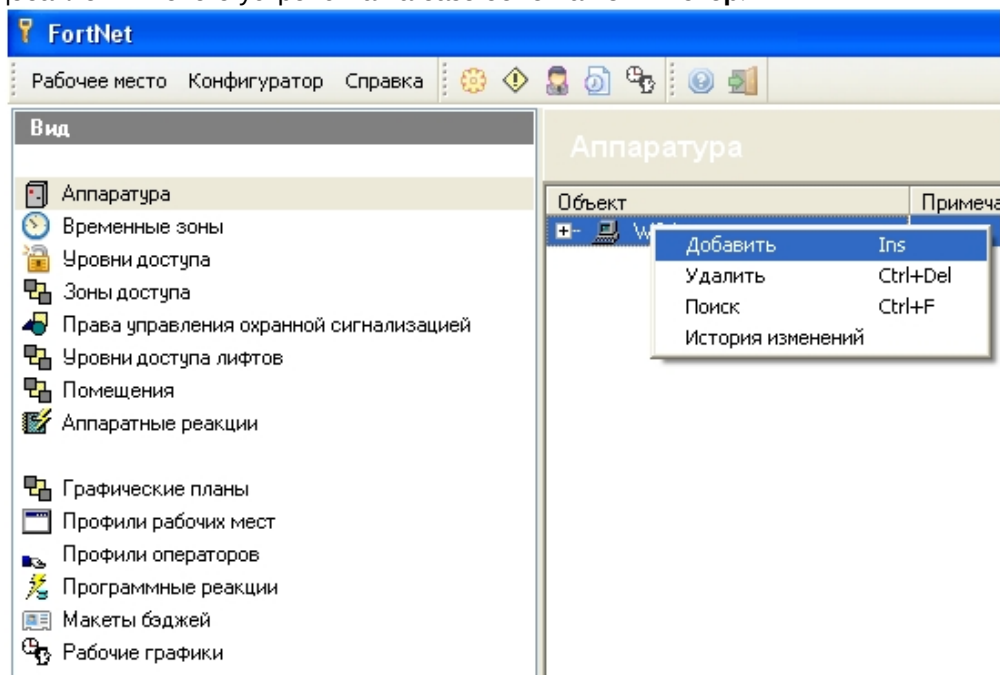 FortNet
Рабочее место Конфигуратор Справка
Вид
Аппаратура
Аппаратура
Временные зоны
Уровни доступа
Зоны доступа
Права управления охранной сигнализацией
Уровни доступа лифтов
Помещения
Аппаратные реакции
Графические планы
Профили рабочих мест
Профили операторов
Программные реакции
Макеты бэджей
Рабочие графики
Объект
Добавить Ins
Удалить Ctrl+Del
Поиск Ctrl+F
История изменений